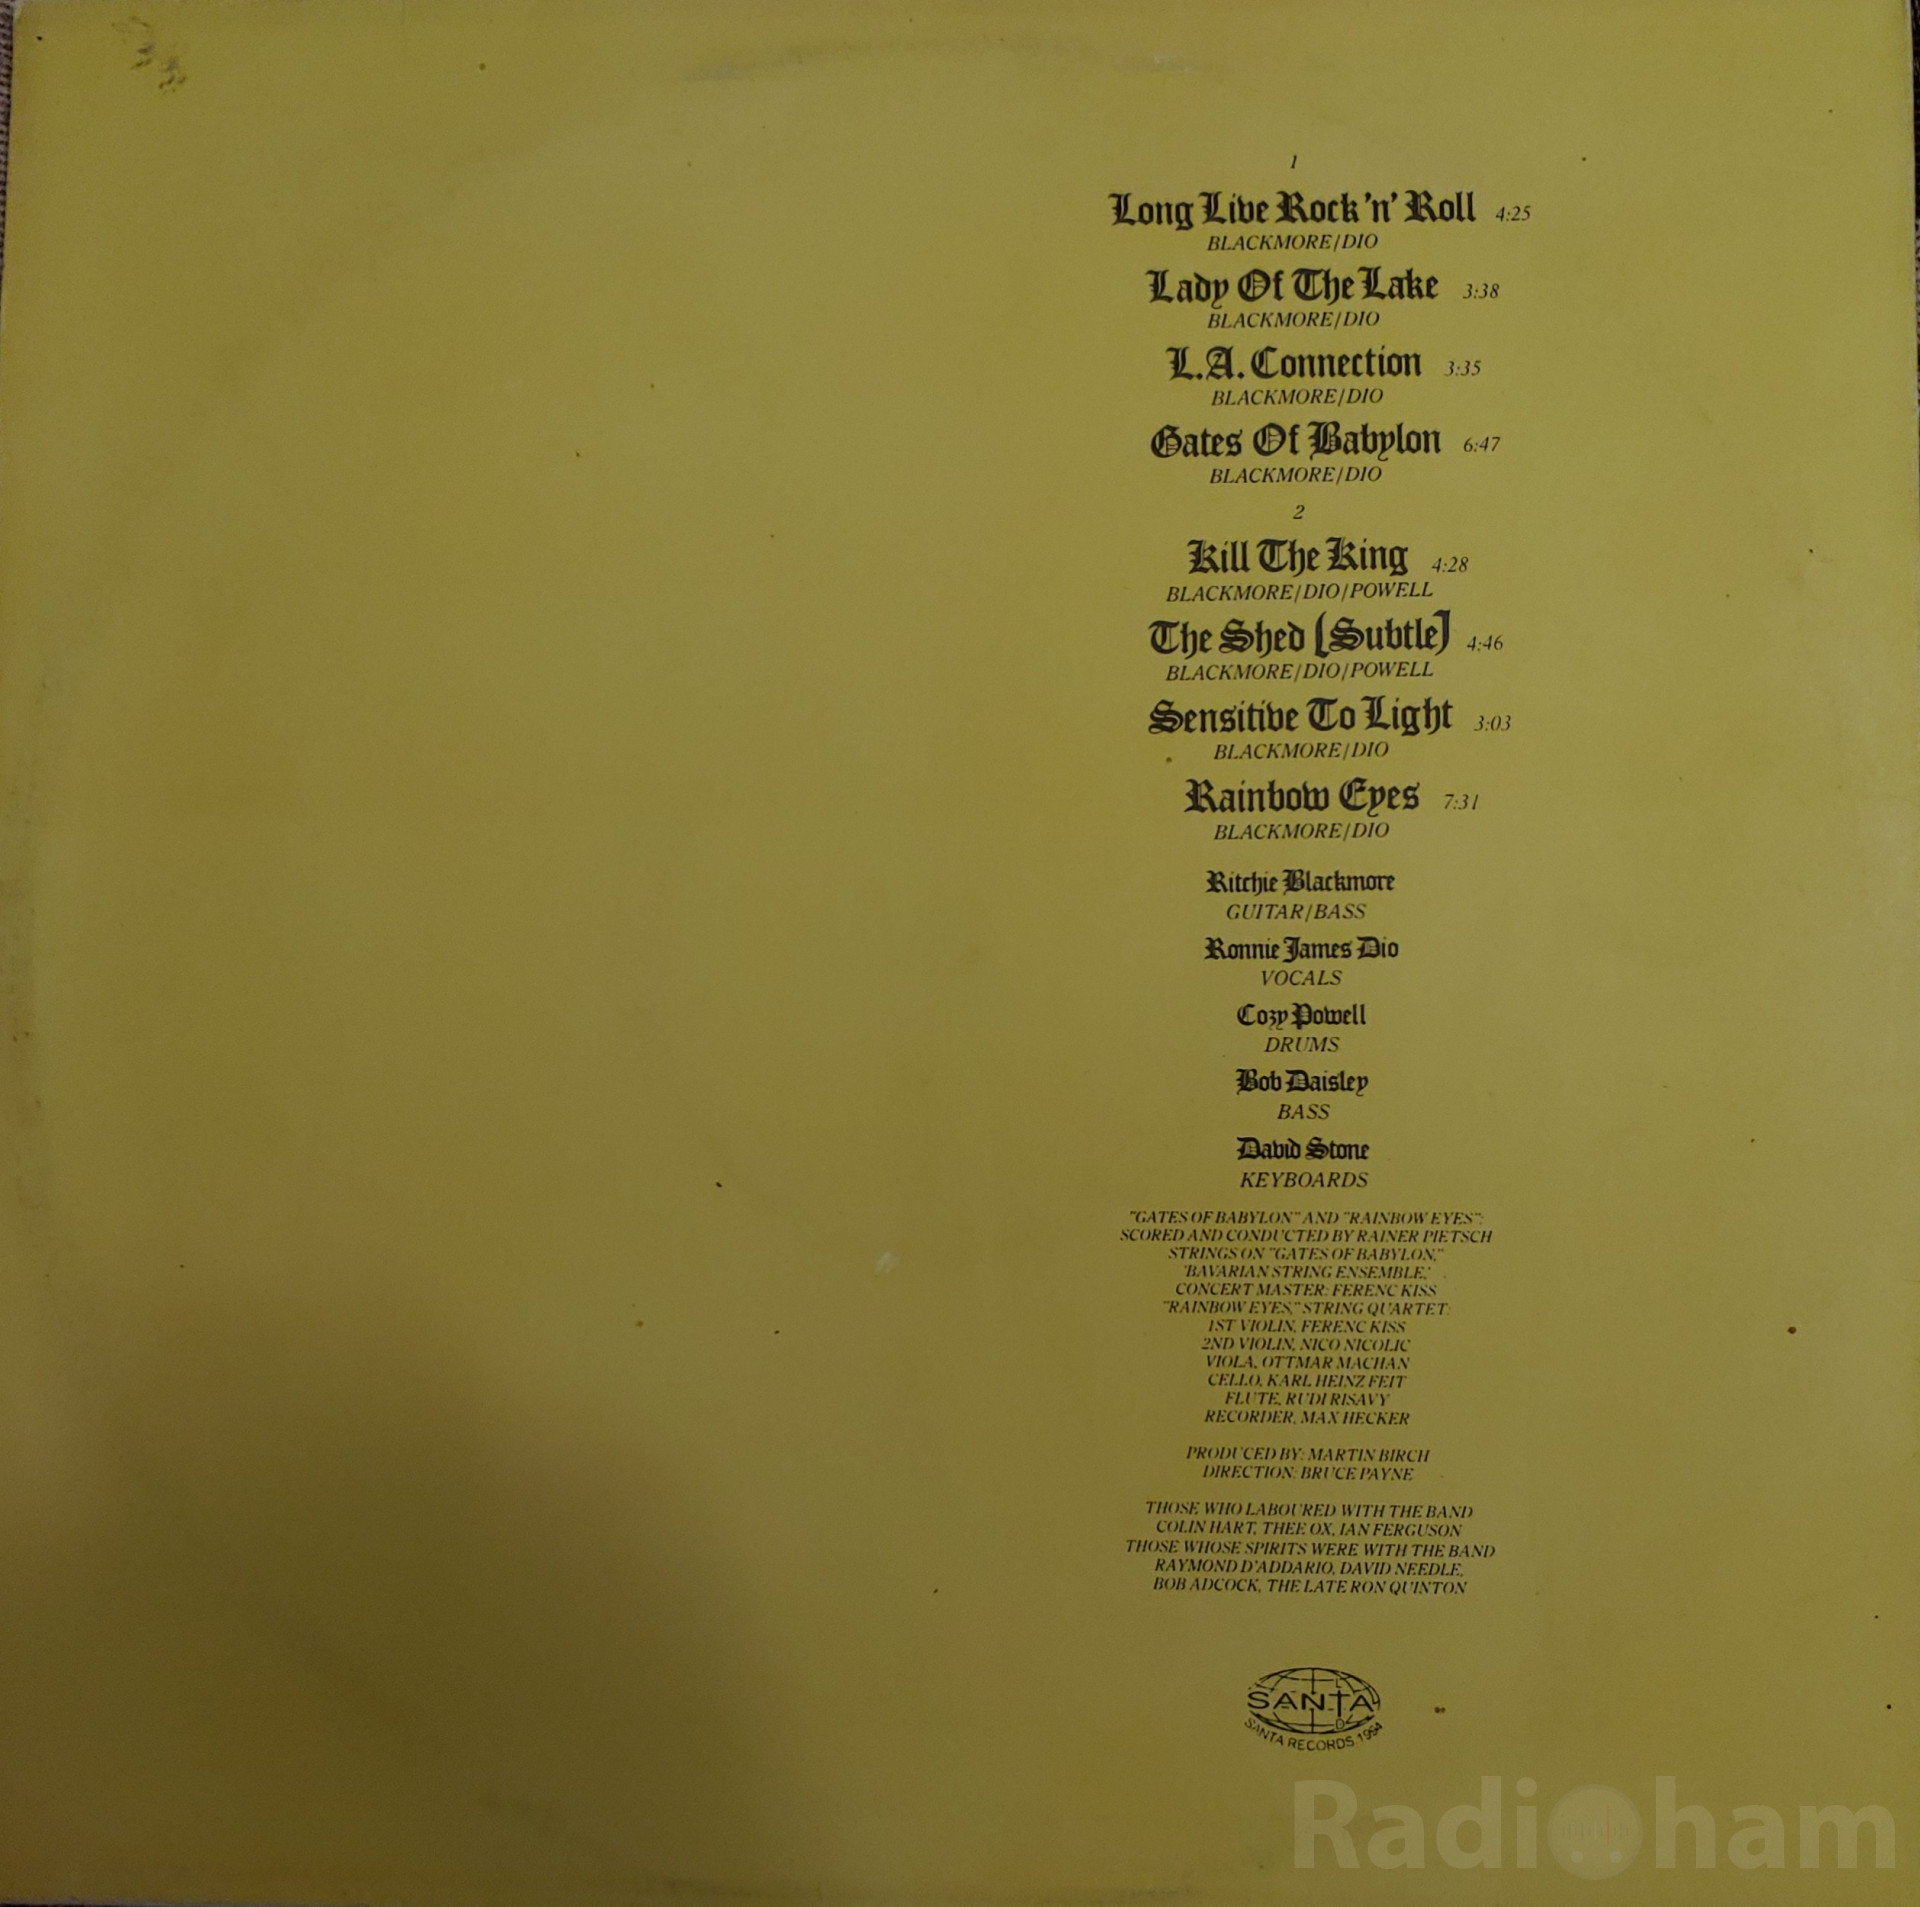 1
Long Live Rock 'n' Roll 4:25
BLACKMORE/DIO
Lady Of The Lake 3:38
BLACKMORE/DIO
L.A. Connection 3:35
BLACKMORE/DIO
Gates Of Babylon 6:47
BLACKMORE/DIO
2
Kill The King 4:28
BLACKMORE/DIO/POWELL
The Shed (Subtle) 4:46
BLACKMORE/DIO/POWELL
Sensitive To Light 3:03
BLACKMORE/DIO
Rainbow Eyes 7:31
BLACKMORE/DIO
Ritchie Blackmore
GUITAR/BASS
Ronnie James Dio
VOCALS
Cozy Powell
DRUMS
Bob Daisley
BASS
David Stone
KEYBOARDS
"GATES OF BABYLON" AND "RAINBOW EYES":
SCORED AND CONDUCTED BY RAINER PIETSCH
STRINGS ON "GATES OF BABYLON,"
'BAVARIAN STRING ENSEMBLE,'
CONCERT MASTER: FERENC KISS
"RAINBOW EYES," STRING QUARTET:
1ST VIOLIN, FERENC KISS
2ND VIOLIN, NICO NICOLIC
VIOLA, OTTMAR MACHAN
CELLO, KARL HEINZ FEIT
FLUTE, RUDI RISAVY
RECORDER, MAX HECKER
PRODUCED BY: MARTIN BIRCH
DIRECTION: BRUCE PAYNE
THOSE WHO LABOURED WITH THE BAND
COLIN HART, THEE OX, IAN FERGUSON
THOSE WHOSE SPIRITS WERE WITH THE BAND
RAYMOND D'ADDARIO, DAVID NEEDLE,
BOB ADCOCK, THE LATE RON QUINTON
SANTA
SANTA RECORDS 1994
Radioham